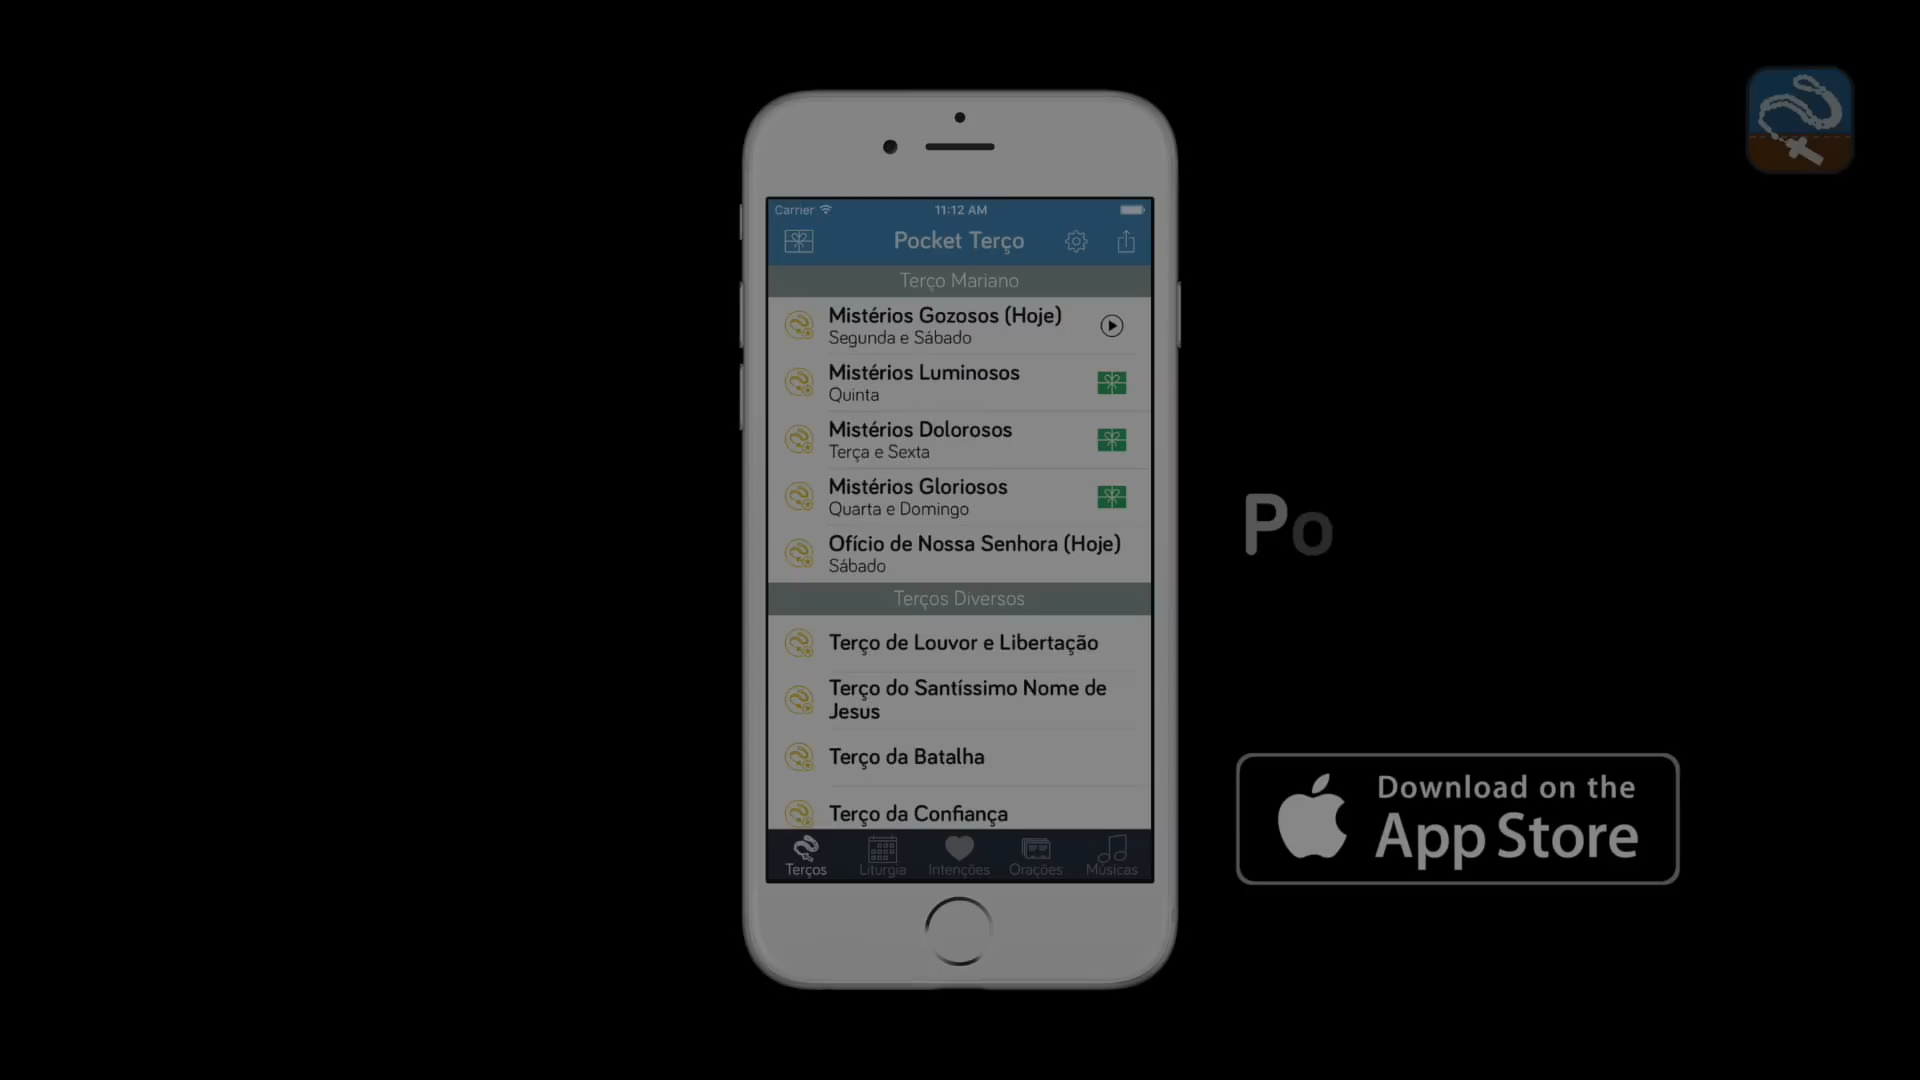 Carrier
11:12 AM
Pocket Terço
Terço Mariano
Mistérios Gozosos (Hoje)
Segunda e Sábado
Mistérios Luminosos
Quinta
Mistérios Dolorosos
Terça e Sexta
Mistérios Gloriosos
Quarta e Domingo
Ofício de Nossa Senhora (Hoje)
Sábado
Terços Diversos
Terço de Louvor e Libertação
Terço do Santíssimo Nome de
Jesus
Terço da Batalha
Terço da Confiança
Terços Liturgia Intenções Orações Músicas
Po
Download on the
App Store